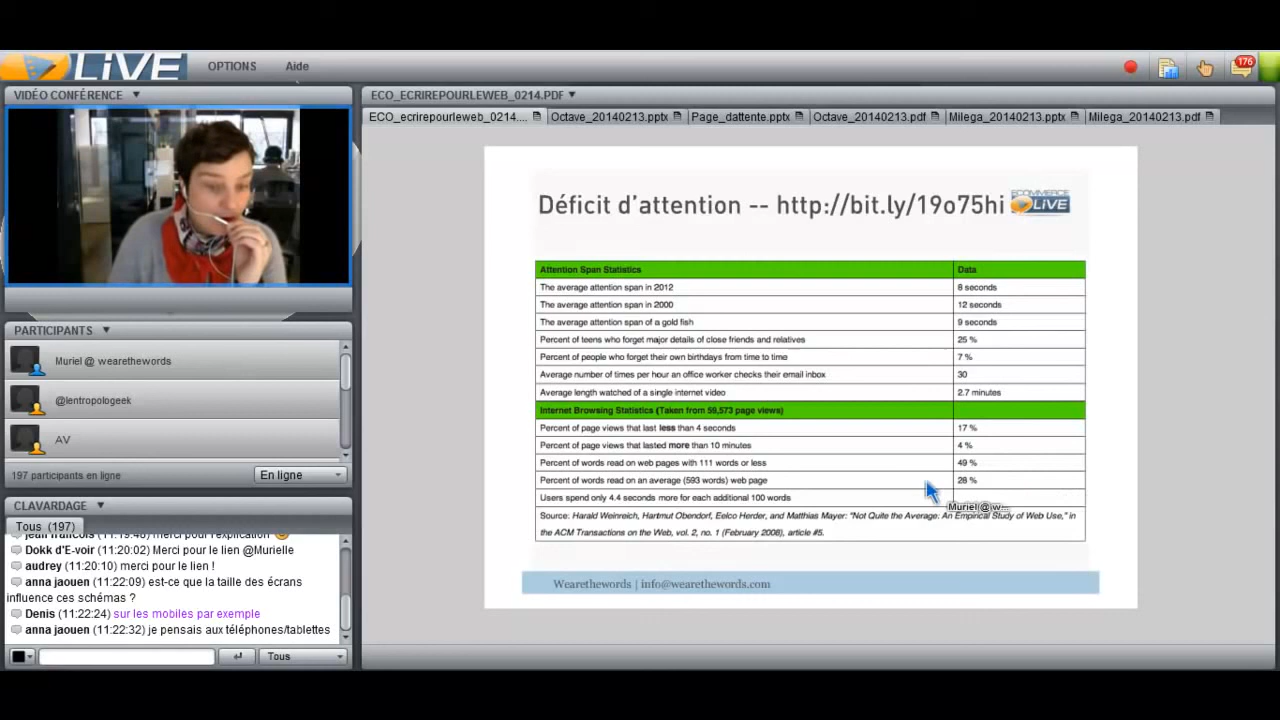 LIVE
OPTIONS
Aide
176
VIDÉO CONFÉRENCE
PARTICIPANTS
Muriel @ wearethewords
@lentropologeek
AV
197 participants en ligne
En ligne
CLAVARDAGE
Tous (197)
jean francois (11:19:48) merci pour l'explication
Dokk d'E-voir (11:20:02) Merci pour le lien @Murielle
audrey (11:20:10) merci pour le lien !
anna jaouen (11:22:09) est-ce que la taille des écrans
influence ces schémas ?
Denis (11:22:24) sur les mobiles par exemple
anna jaouen (11:22:32) je pensais aux téléphones/tablettes
Tous
ECO_ECRIREPOURLEWEB_0214.PDF
ECO_ecrirepourleweb_0214....
Octave_20140213.pptx
Page_dattente.pptx
Octave_20140213.pdf
Milega_20140213.pptx
Milega_20140213.pdf
Déficit d'attention -- http://bit.ly/19o75hi
ECOMMERCE
LIVE
Attention Span Statistics Data
The average attention span in 2012 8 seconds
The average attention span in 2000 12 seconds
The average attention span of a gold fish 9 seconds
Percent of teens who forget major details of close friends and relatives 25 %
Percent of people who forget their own birthdays from time to time 7 %
Average number of times per hour an office worker checks their email inbox 30
Average length watched of a single internet video 2.7 minutes
Internet Browsing Statistics (Taken from 59,573 page views)
Percent of page views that last less than 4 seconds 17 %
Percent of page views that lasted more than 10 minutes 4 %
Percent of words read on web pages with 111 words or less 49 %
Percent of words read on an average (593 words) web page 28 %
Users spend only 4.4 seconds more for each additional 100 words
Muriel @ w...
Source: Harald Weinreich, Hartmut Obendorf, Eelco Herder, and Matthias Mayer: "Not Quite the Average: An Empirical Study of Web Use," in
the ACM Transactions on the Web, vol. 2, no. 1 (February 2008), article #5.
Wearethewords | info@wearethewords.com